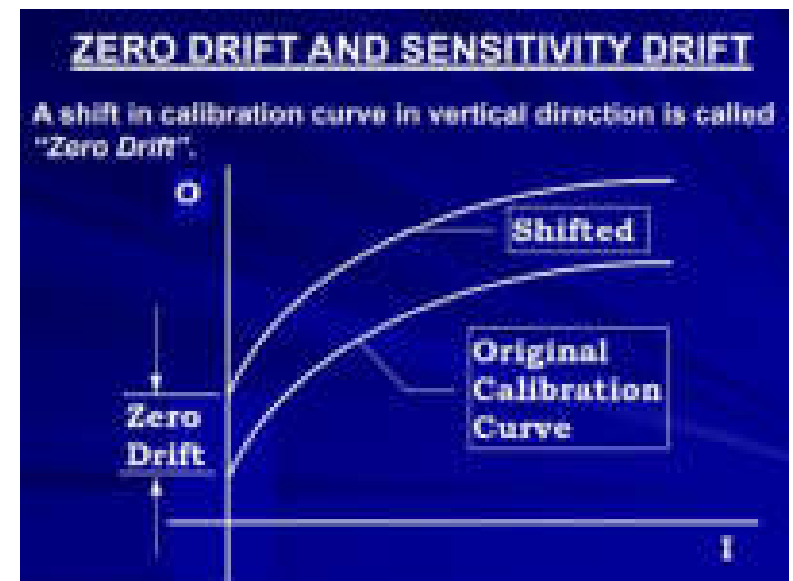 ZERO DRIFT AND SENSITIVITY DRIFT
A shift in calibration curve in vertical direction is called
“Zero Drift”.
O
Shifted
Original
Calibration
Curve
Zero
Drift
I